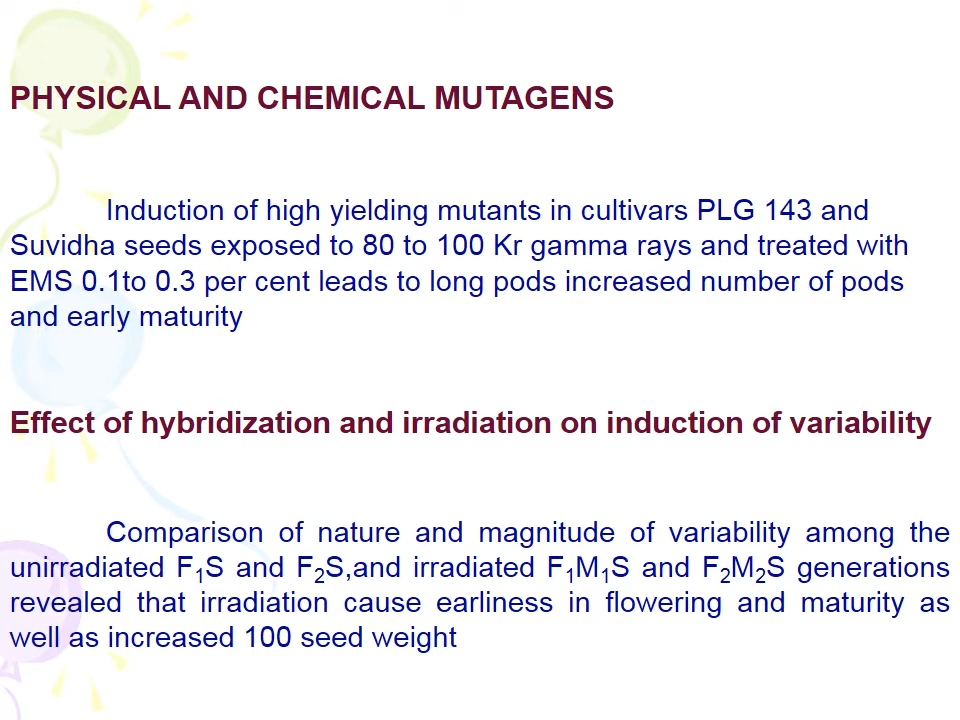 PHYSICAL AND CHEMICAL MUTAGENS
Induction of high yielding mutants in cultivars PLG 143 and
Suvidha seeds exposed to 80 to 100 Kr gamma rays and treated with
EMS 0.1to 0.3 per cent leads to long pods increased number of pods
and early maturity
Effect of hybridization and irradiation on induction of variability
Comparison of nature and magnitude of variability among the
unirradiated F₁S and F₂S,and irradiated F₁M₁S and F₂M₂S generations
revealed that irradiation cause earliness in flowering and maturity as
well as increased 100 seed weight